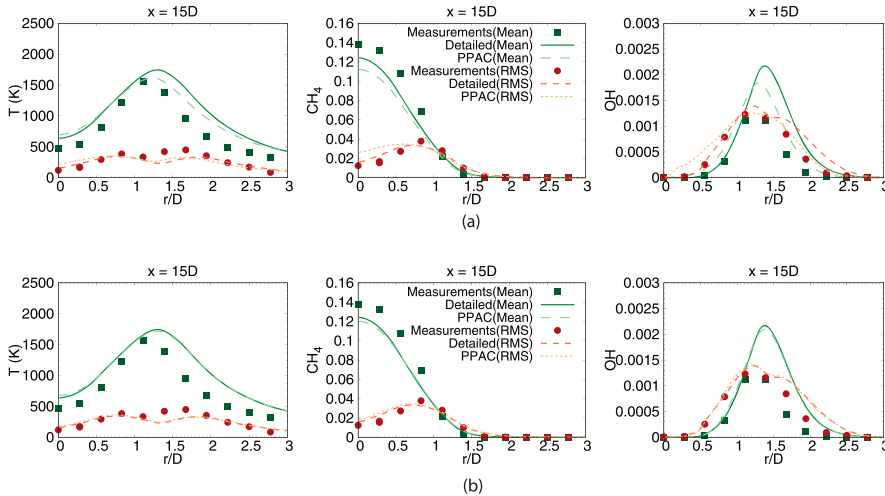 x = 15D
T (K)
2500
2000
1500
1000
500
0
0 0.5 1 1.5 2 2.5 3
r/D
x = 15D
CH4
0.16
0.14
0.12
0.1
0.08
0.06
0.04
0.02
0
Measurements(Mean)
Detailed(Mean)
PPAC(Mean)
Measurements(RMS)
Detailed(RMS)
PPAC(RMS)
0 0.5 1 1.5 2 2.5 3
r/D
x = 15D
OH
0.003
0.0025
0.002
0.0015
0.001
0.0005
0
0 0.5 1 1.5 2 2.5 3
r/D
(a)
x = 15D
T (K)
2500
2000
1500
1000
500
0
0 0.5 1 1.5 2 2.5 3
r/D
x = 15D
CH4
0.16
0.14
0.12
0.1
0.08
0.06
0.04
0.02
0
Measurements(Mean)
Detailed(Mean)
PPAC(Mean)
Measurements(RMS)
Detailed(RMS)
PPAC(RMS)
0 0.5 1 1.5 2 2.5 3
r/D
x = 15D
OH
0.003
0.0025
0.002
0.0015
0.001
0.0005
0
0 0.5 1 1.5 2 2.5 3
r/D
(b)